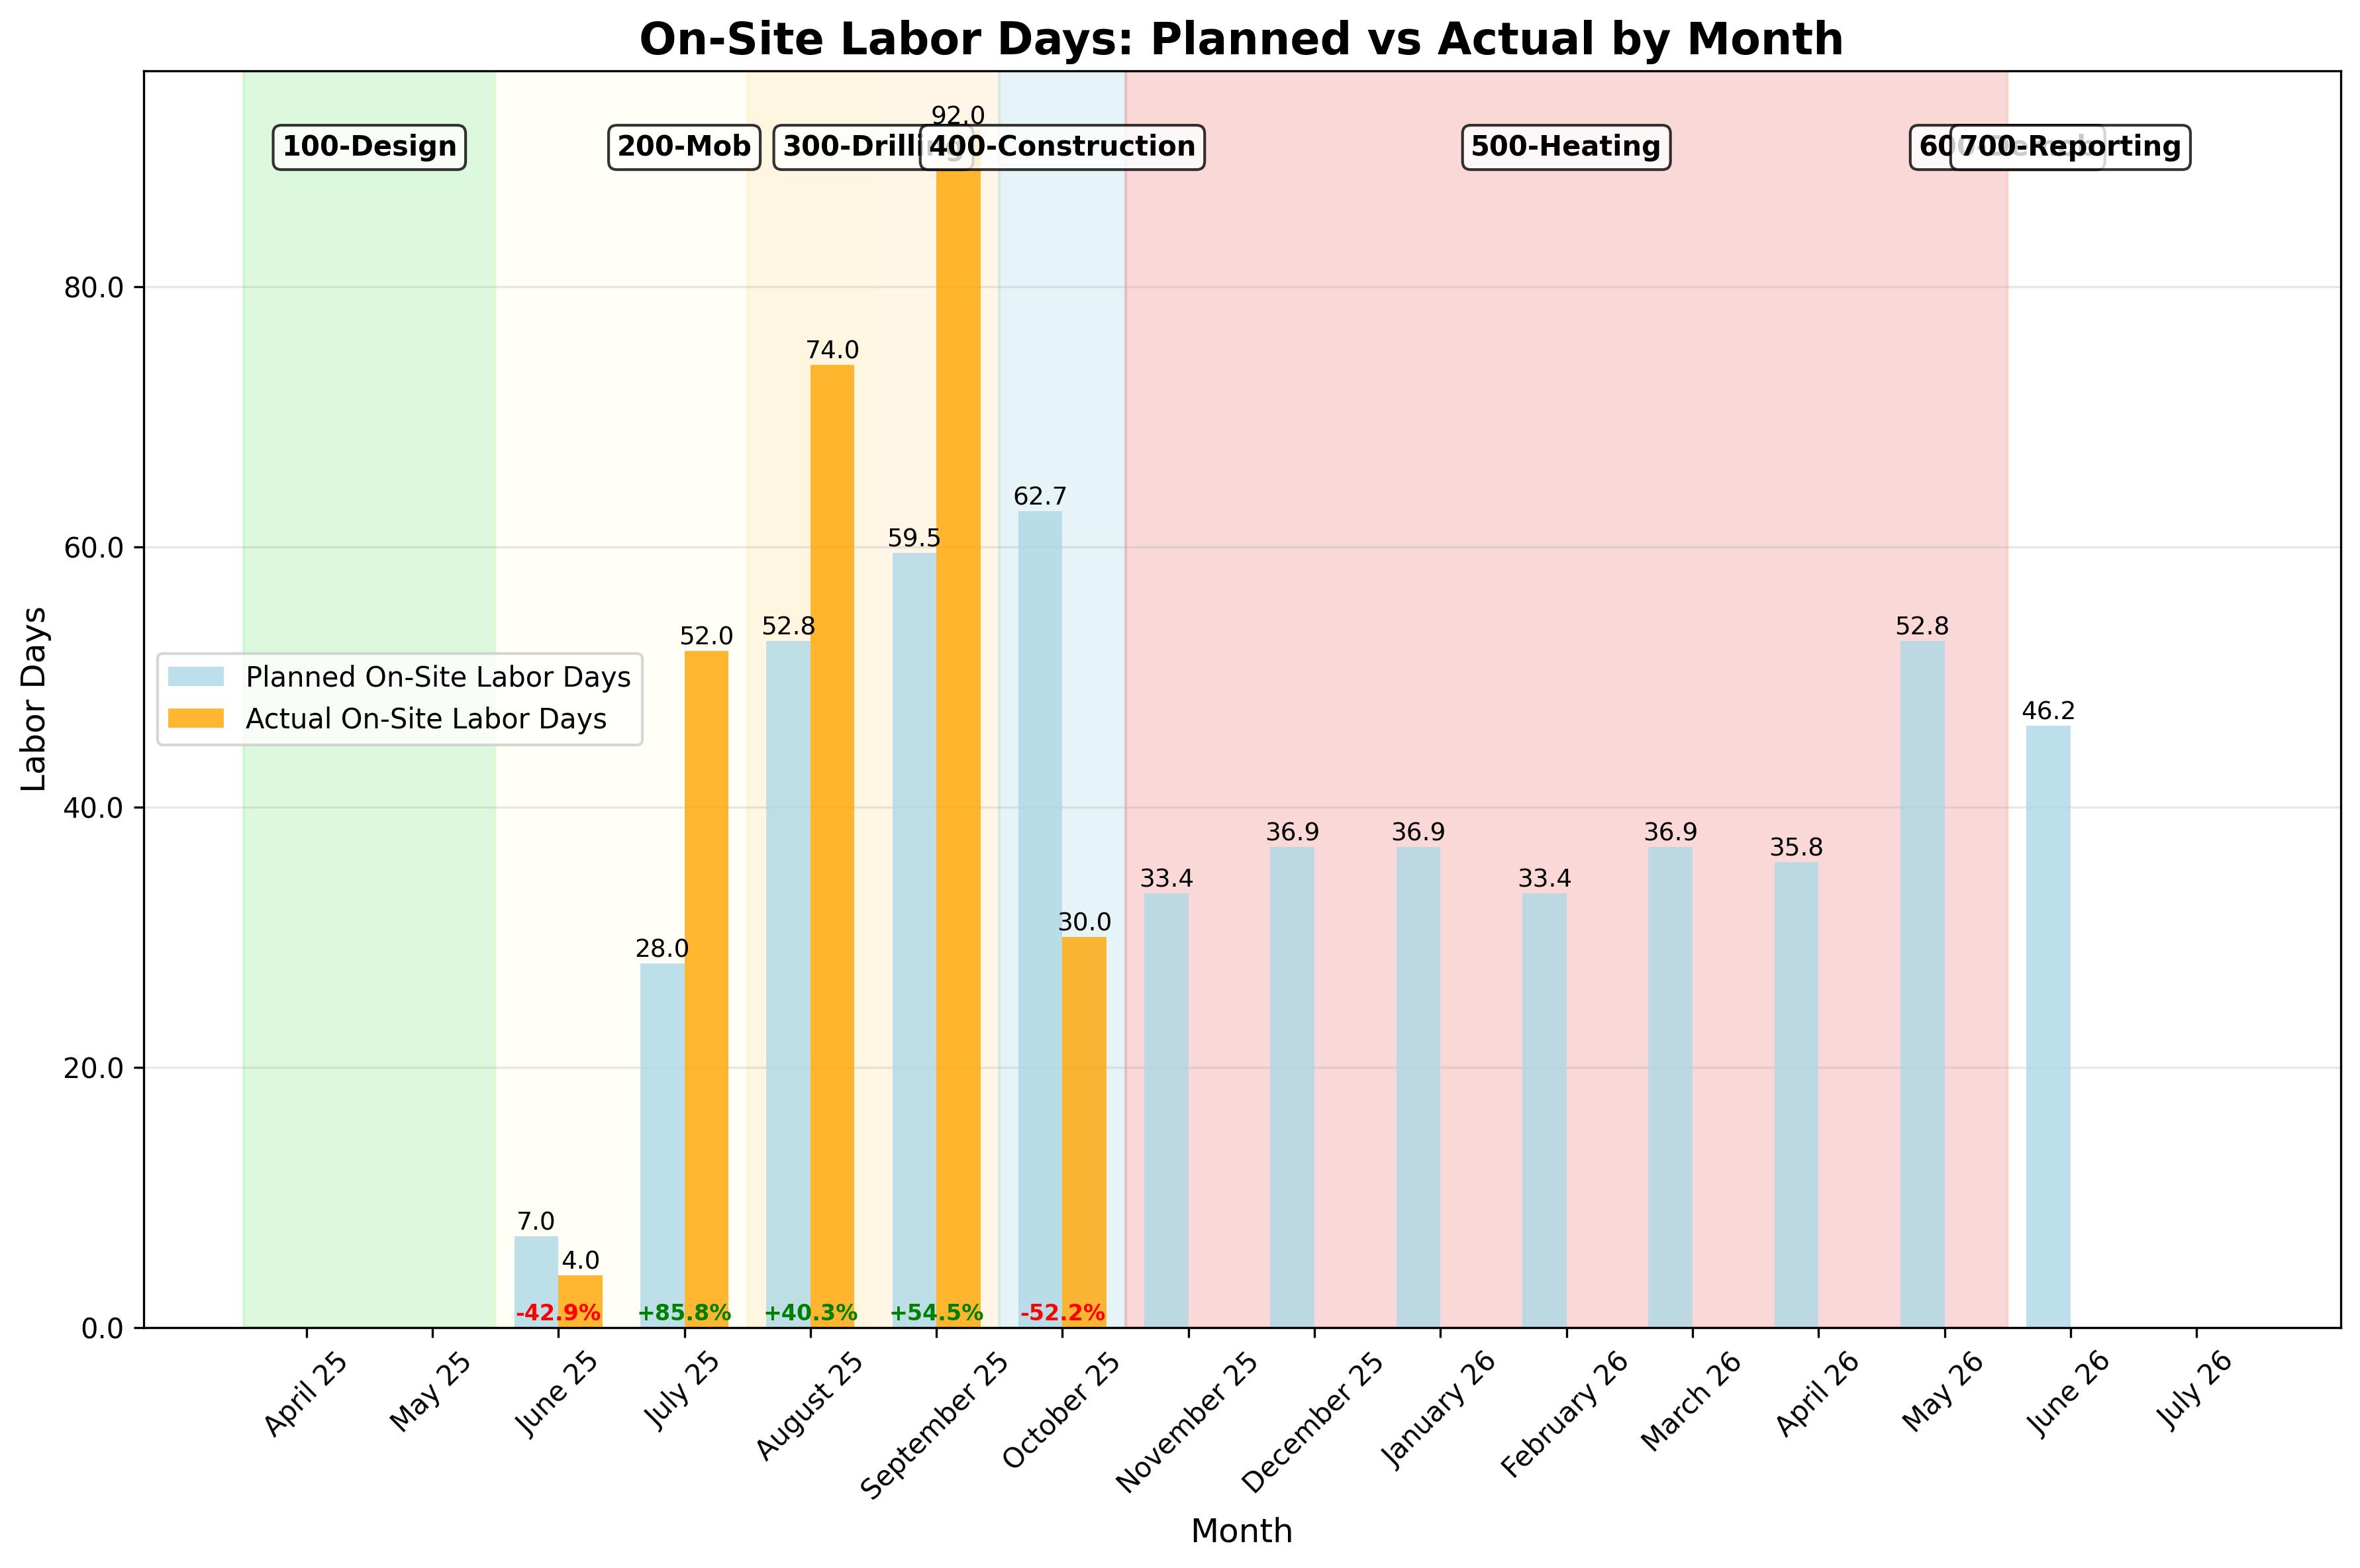 On-Site Labor Days: Planned vs Actual by Month
92.0
100-Design
200-Mob
300-Drilling
400-Construction
500-Heating
60
700-Reporting
80.0
74.0
62.7
60.0
59.5
52.8
52.0
52.8
46.2
Planned On-Site Labor Days
Actual On-Site Labor Days
Labor Days
40.0
36.9
36.9
36.9
35.8
33.4
33.4
30.0
28.0
20.0
7.0
4.0
-42.9%
+85.8%
+40.3%
+54.5%
-52.2%
0.0
April 25
May 25
June 25
July 25
August 25
September 25
October 25
November 25
December 25
January 26
February 26
March 26
April 26
May 26
June 26
July 26
Month